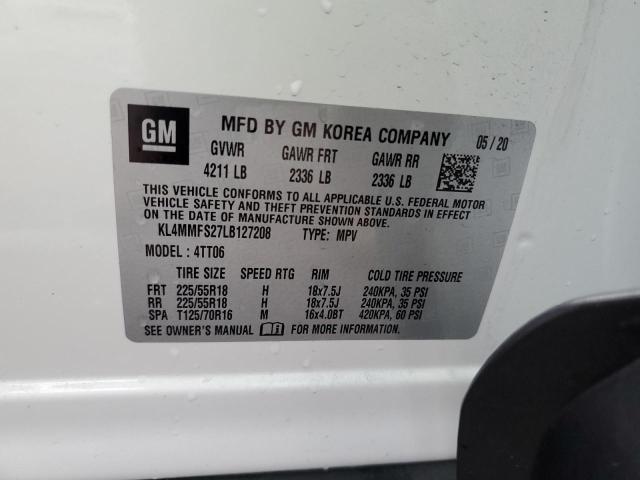 GM MFD BY GM KOREA COMPANY 05/20
GVWR GAWR FRT GAWR RR
4211 LB 2336 LB 2336 LB
THIS VEHICLE CONFORMS TO ALL APPLICABLE U.S. FEDERAL MOTOR
VEHICLE SAFETY AND THEFT PREVENTION STANDARDS IN EFFECT
ON THE DATE OF MANUFACTURE SHOWN ABOVE.
KL4MMFS27LB127208 TYPE: MPV
MODEL: 4TT06
TIRE SIZE SPEED RTG RIM COLD TIRE PRESSURE
FRT 225/55R18 H 18x7.5J 240KPA, 35 PSI
RR 225/55R18 H 18x7.5J 240KPA, 35 PSI
SPA T125/70R16 M 16x4.0BT 420KPA, 60 PSI
SEE OWNER'S MANUAL FOR MORE INFORMATION.